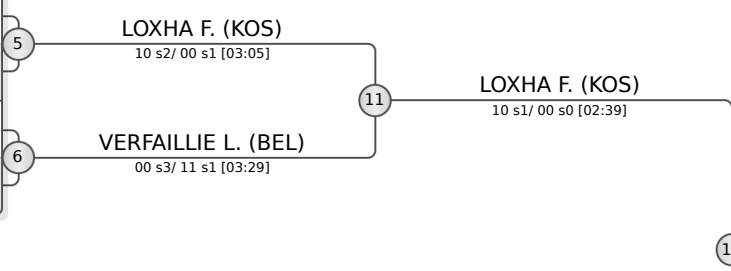 LOXHA F. (KOS)
5
10 s2/ 00 s1 [03:05]
LOXHA F. (KOS)
11
10 s1/ 00 s0 [02:39]
VERFAILLIE L. (BEL)
6
00 s3/ 11 s1 [03:29]